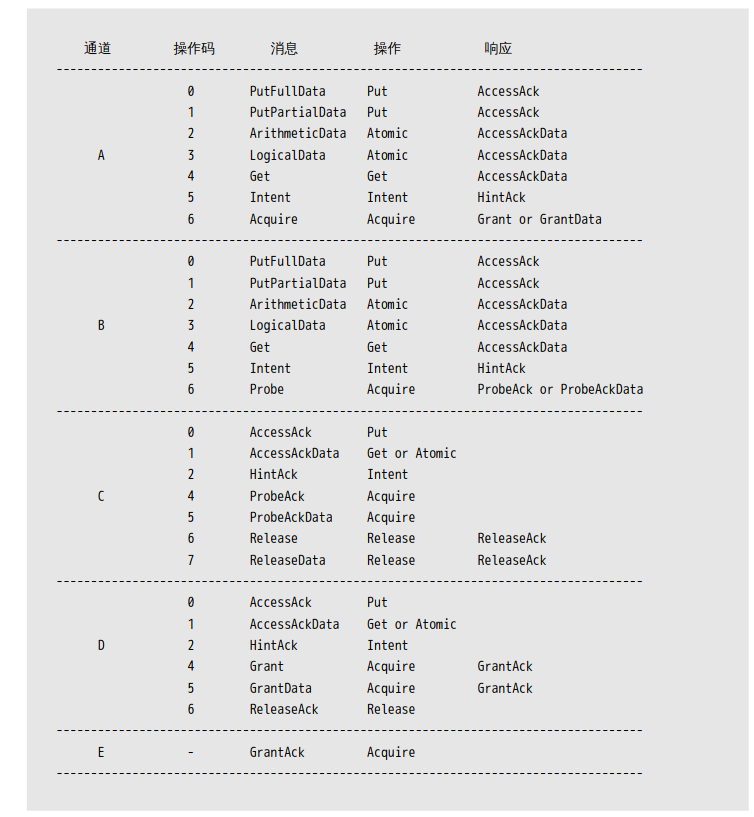 通道 操作码 消息 操作 响应
-------------------------------------------------------------------------------------
0 PutFullData Put AccessAck
1 PutPartialData Put AccessAck
2 ArithmeticData Atomic AccessAckData
A 3 LogicalData Atomic AccessAckData
4 Get Get AccessAckData
5 Intent Intent HintAck
6 Acquire Acquire Grant or GrantData
-------------------------------------------------------------------------------------
0 PutFullData Put AccessAck
1 PutPartialData Put AccessAck
2 ArithmeticData Atomic AccessAckData
B 3 LogicalData Atomic AccessAckData
4 Get Get AccessAckData
5 Intent Intent HintAck
6 Probe Acquire ProbeAck or ProbeAckData
-------------------------------------------------------------------------------------
0 AccessAck Put
1 AccessAckData Get or Atomic
2 HintAck Intent
C 4 ProbeAck Acquire
5 ProbeAckData Acquire
6 Release Release ReleaseAck
7 ReleaseData Release ReleaseAck
-------------------------------------------------------------------------------------
0 AccessAck Put
1 AccessAckData Get or Atomic
D 2 HintAck Intent
4 Grant Acquire GrantAck
5 GrantData Acquire GrantAck
6 ReleaseAck Release
-------------------------------------------------------------------------------------
E - GrantAck Acquire
-------------------------------------------------------------------------------------